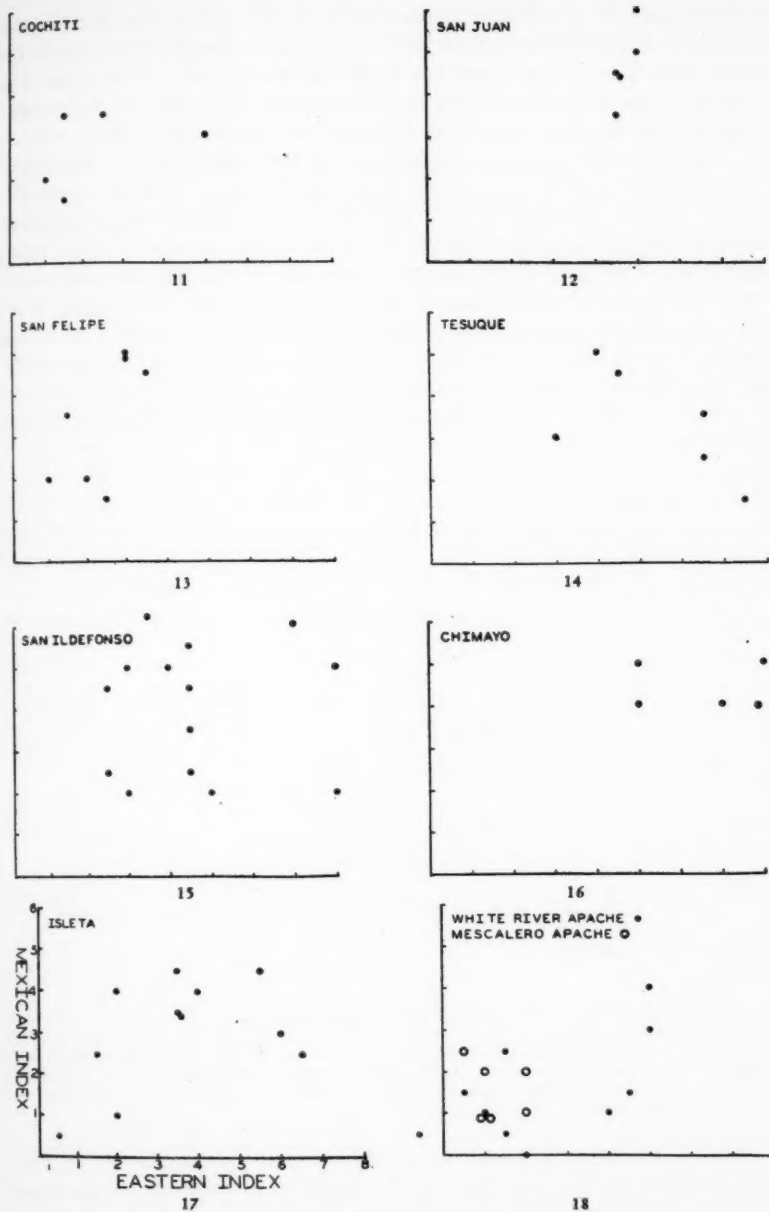 COCHITI
SAN JUAN
11
12
SAN FELIPE
TESUQUE
13
14
SAN ILDEFONSO
CHIMAYO
15
16
6
5
4
3
2
1
MEXICAN INDEX
ISLETA
1 2 3 4 5 6 7 8
EASTERN INDEX
17
WHITE RIVER APACHE
MESCALERO APACHE
18